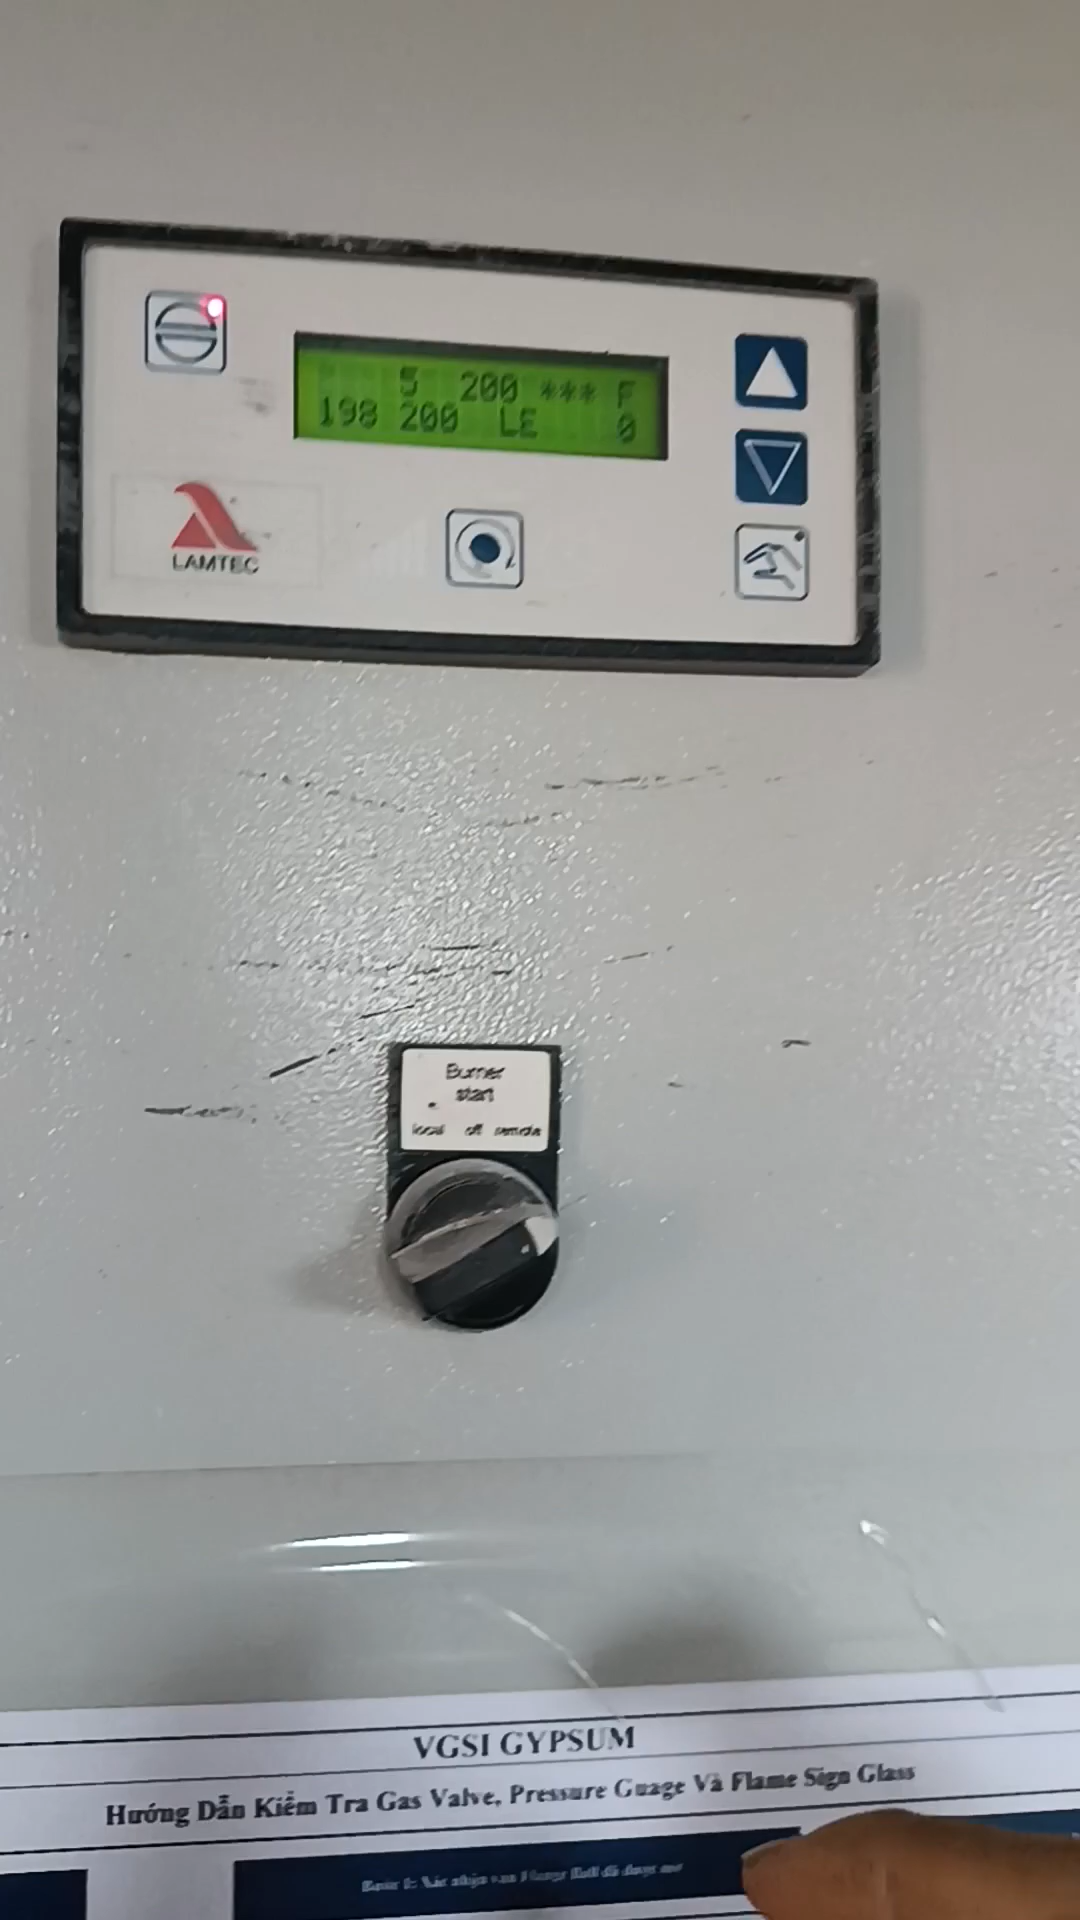 5 200 *** F
198 200 LE 0
LAMTEC
Burner
start
local off remote
VGSI GYPSUM
Hướng Dẫn Kiểm Tra Gas Valve, Pressure Guage Và Flame Sign Glass